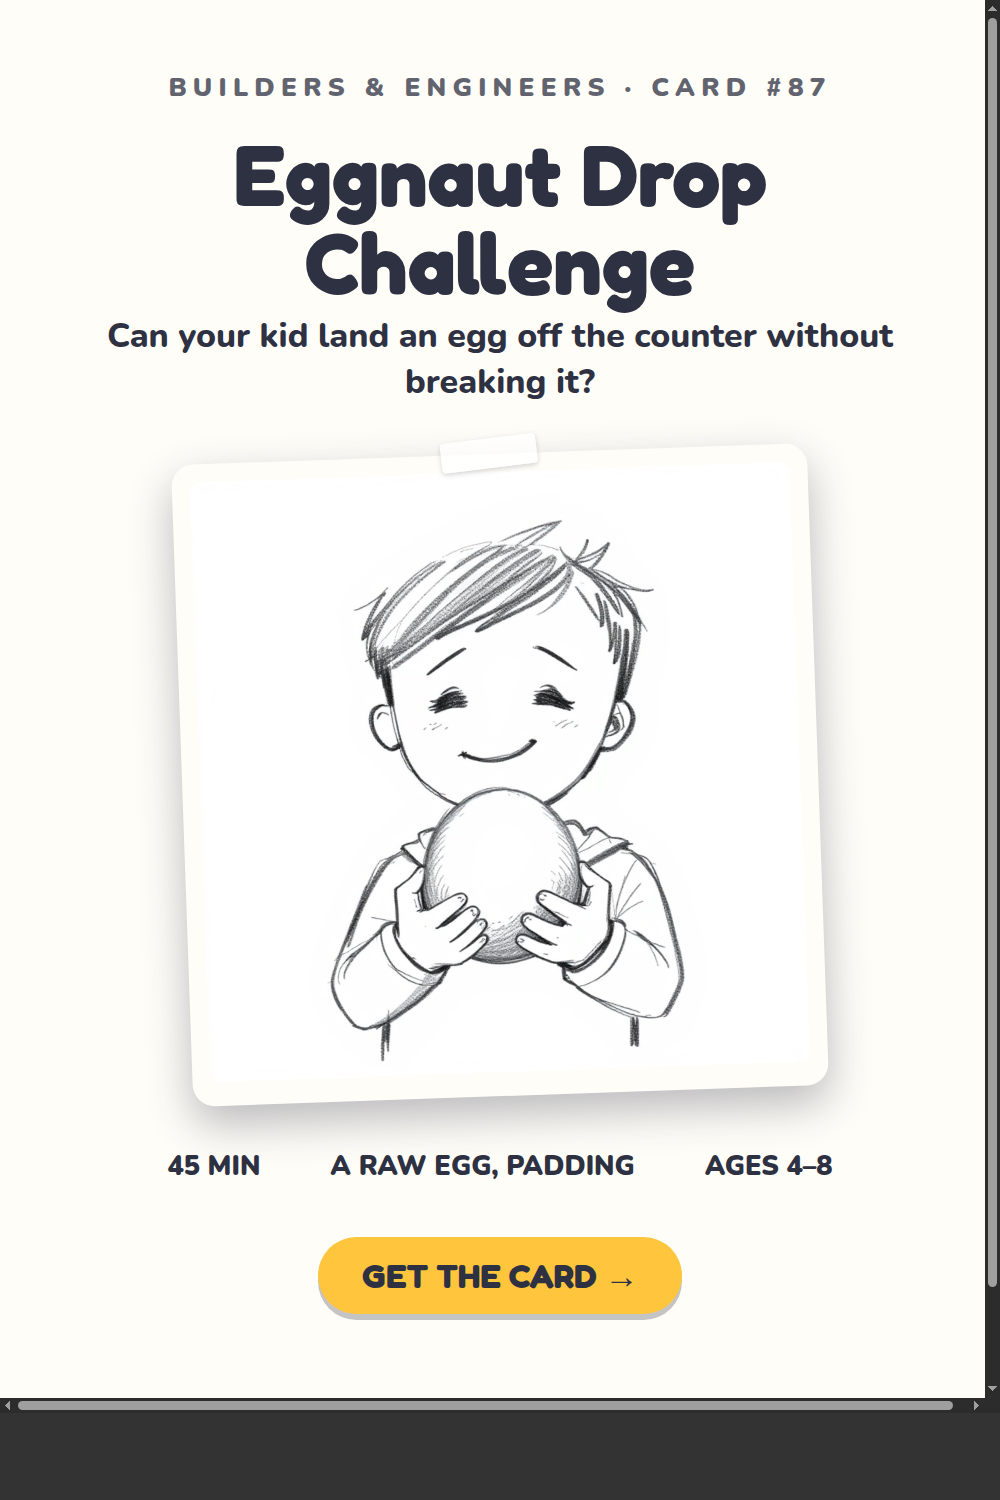 BUILDERS & ENGINEERS · CARD #87
Eggnaut Drop
Challenge
Can your kid land an egg off the counter without
breaking it?
45 MIN A RAW EGG, PADDING AGES 4–8
GET THE CARD →